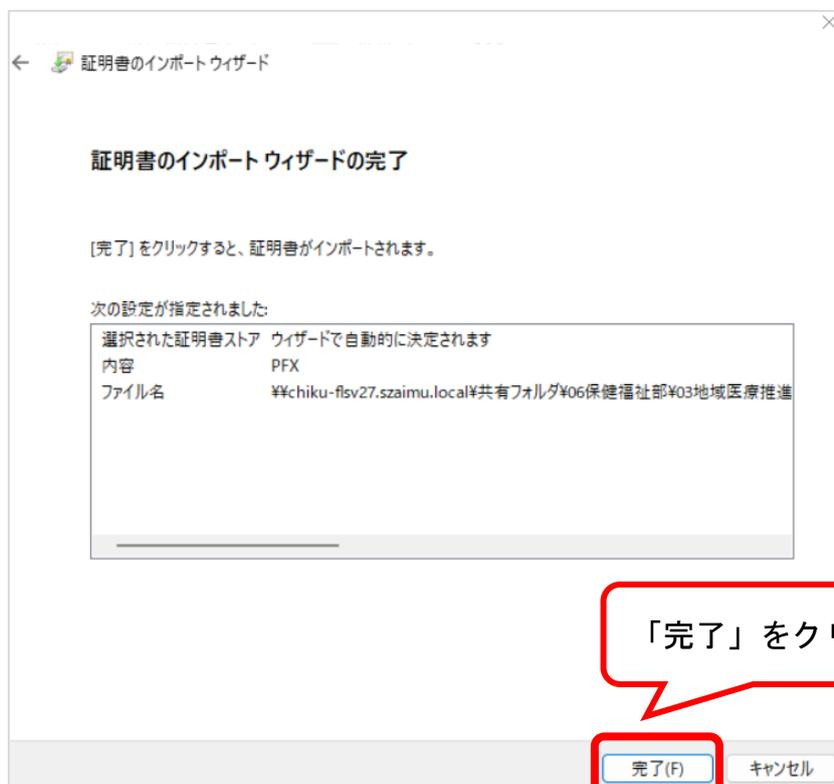 証明書のインポート ウィザード
証明書のインポート ウィザードの完了
[完了] をクリックすると、証明書がインポートされます。
次の設定が指定されました:
選択された証明書ストア ウィザードで自動的に決定されます
内容 PFX
ファイル名 ¥¥chiku-flsv27.szaimu.local¥共有フォルダ¥06保健福祉部¥03地域医療推進
「完了」をク
完了(F) キャンセル